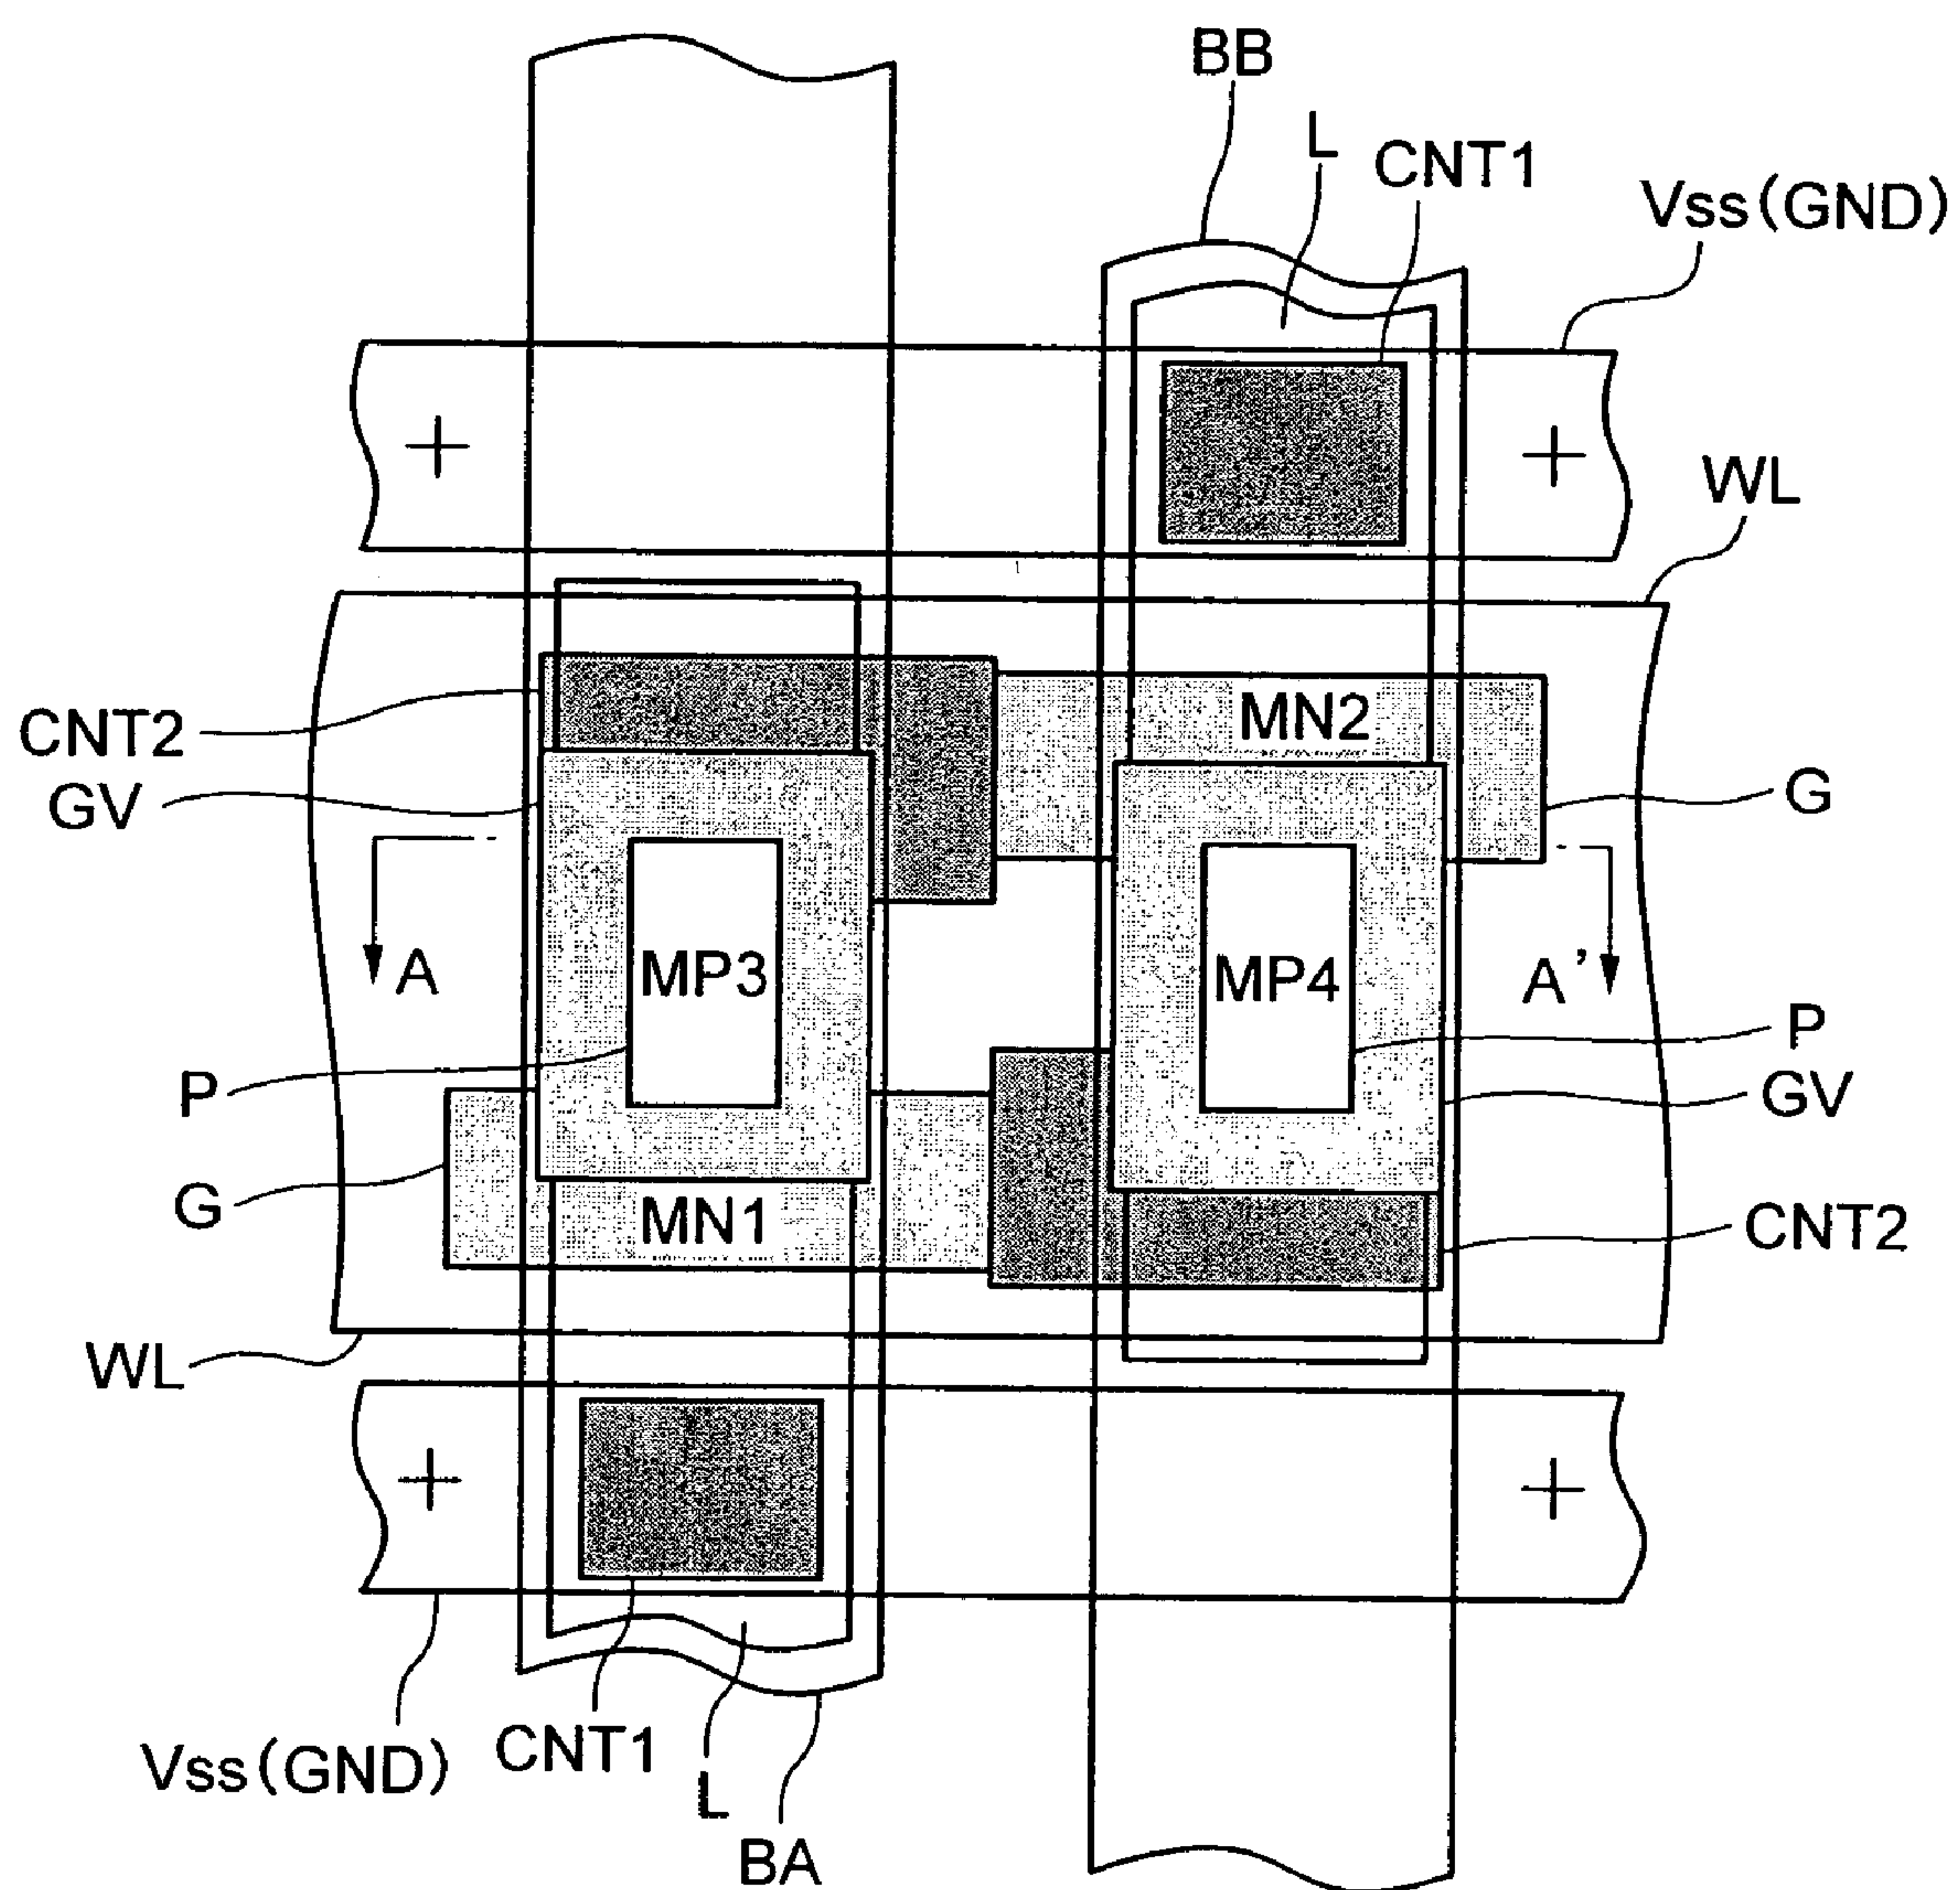 BB
L
CNT1
Vss(GND)
WL
MN2
CNT2
GV
G
A
MP3
MP4
A'
P
P
GV
G
MN1
CNT2
WL
CNT1
Vss(GND)
L
BA